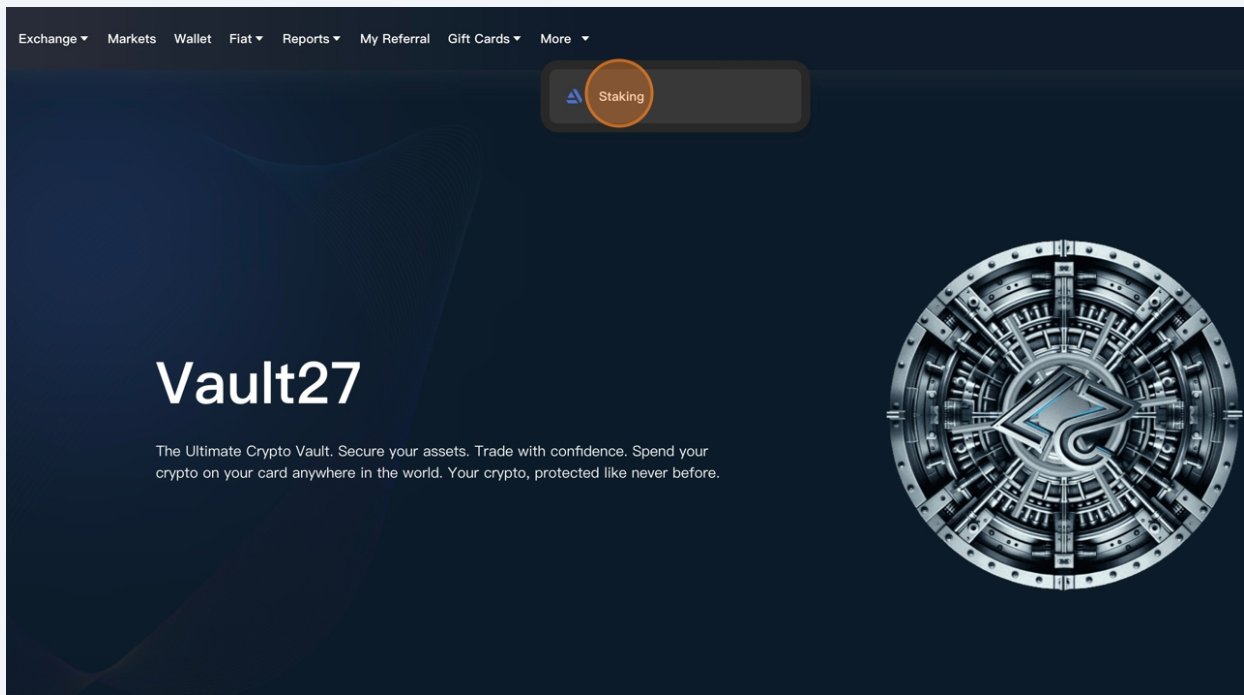 Exchange Markets Wallet Fiat Reports My Referral Gift Cards More
Staking
Vault27
The Ultimate Crypto Vault. Secure your assets. Trade with confidence. Spend your
crypto on your card anywhere in the world. Your crypto, protected like never before.